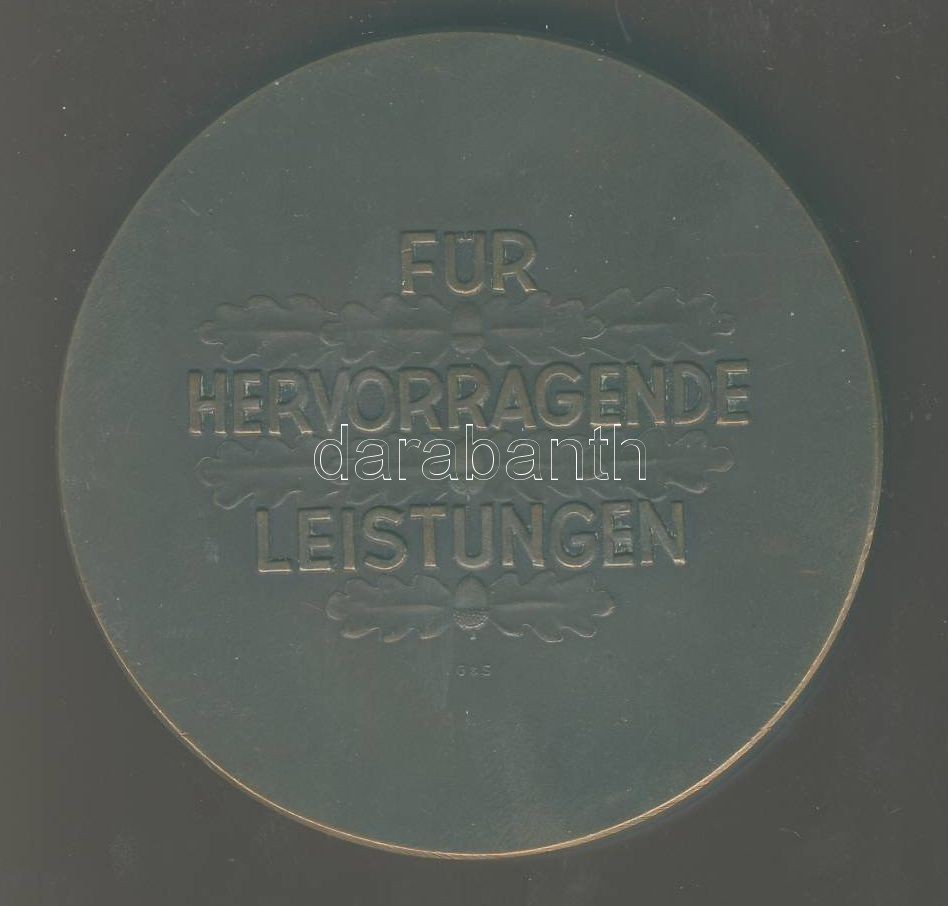 FÜR
HERVORRAGENDE
darabanth
LEISTUNGEN